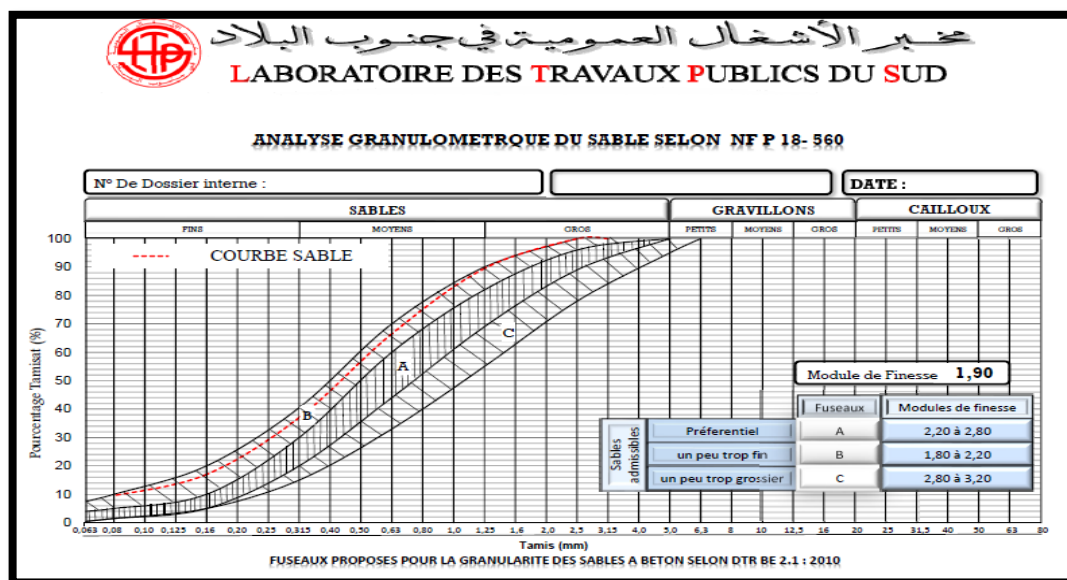 مخبر الأشغال العمومية في جنوب البلاد
LTPS
LABORATOIRE DES TRAVAUX PUBLICS DU SUD
ANALYSE GRANULOMETRQUE DU SABLE SELON NF P 18- 560
N° De Dossier interne :
DATE :
SABLES GRAVILLONS CAILLOUX
FINS MOYENS GROS PETITS MOYENS GROS PETITS MOYENS GROS
COURBE SABLE
Pourcentage Tamisat (%)
100
90
80
70
60
50
40
30
20
10
0
A
B
C
Module de Finesse 1,90
Fuseaux Modules de finesse
Sables admissibles
Préferentiel A 2,20 à 2,80
un peu trop fin B 1,80 à 2,20
un peu trop grossier C 2,80 à 3,20
0,063 0,08 0,10 0,125 0,16 0,20 0,25 0,315 0,40 0,50 0,63 0,80 1,0 1,25 1,6 2,0 2,5 3,15 4,0 5,0 6,3 8 10 12,5 16 20 25 31,5 40 50 63 80
Tamis (mm)
FUSEAUX PROPOSES POUR LA GRANULARITE DES SABLES A BETON SELON DTR BE 2.1 : 2010